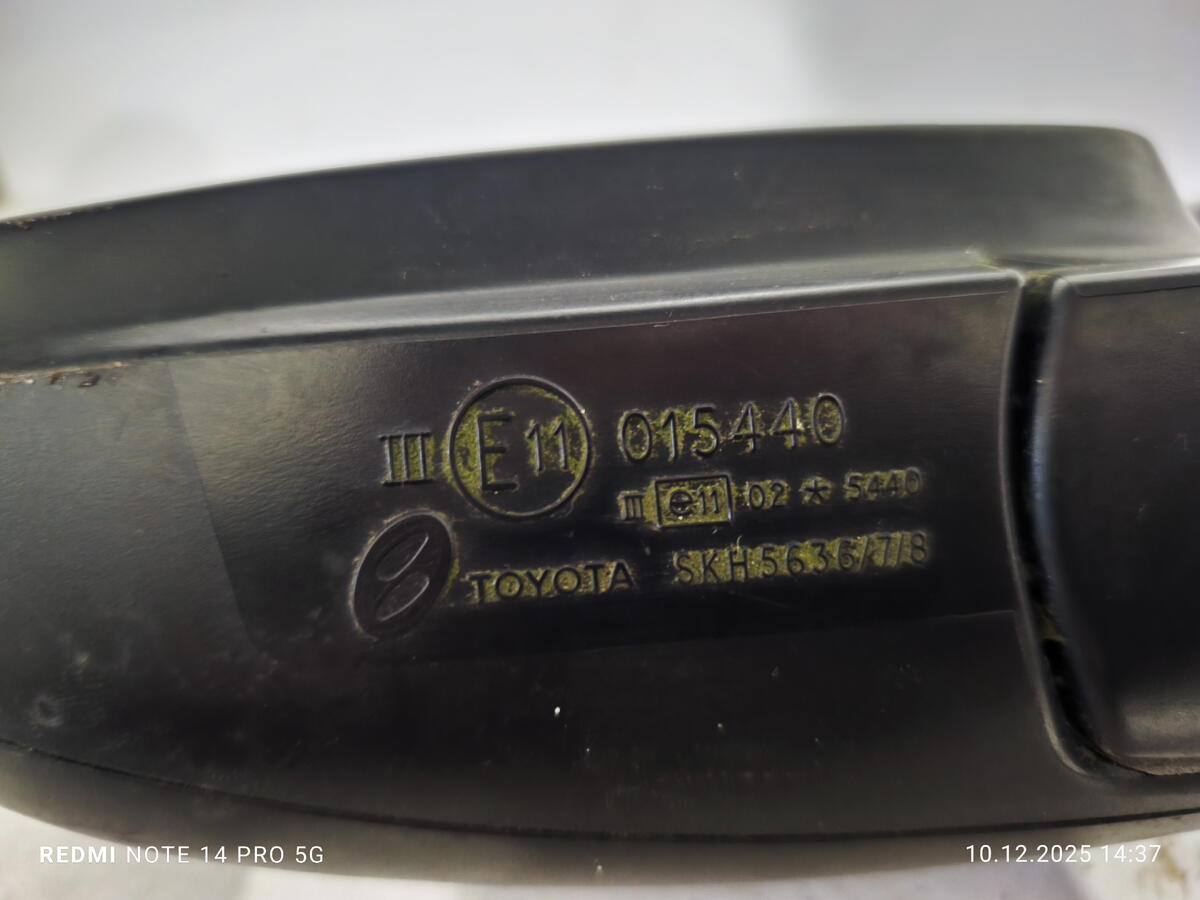 III E11 015440
III e11 02 * 5440
TOYOTA SKH5636/7/8
REDMI NOTE 14 PRO 5G
10.12.2025 14:37